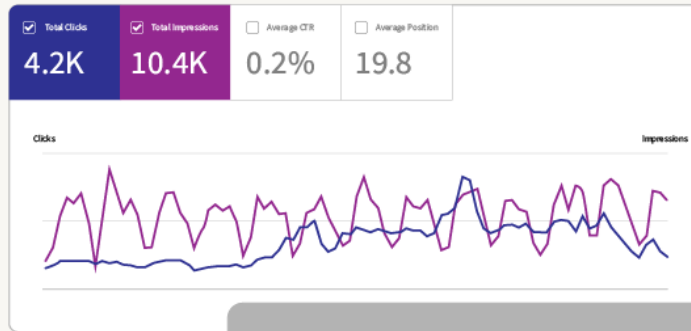 Total Clicks
4.2K
Total Impressions
10.4K
Average CTR
0.2%
Average Position
19.8
Clicks
Impressions